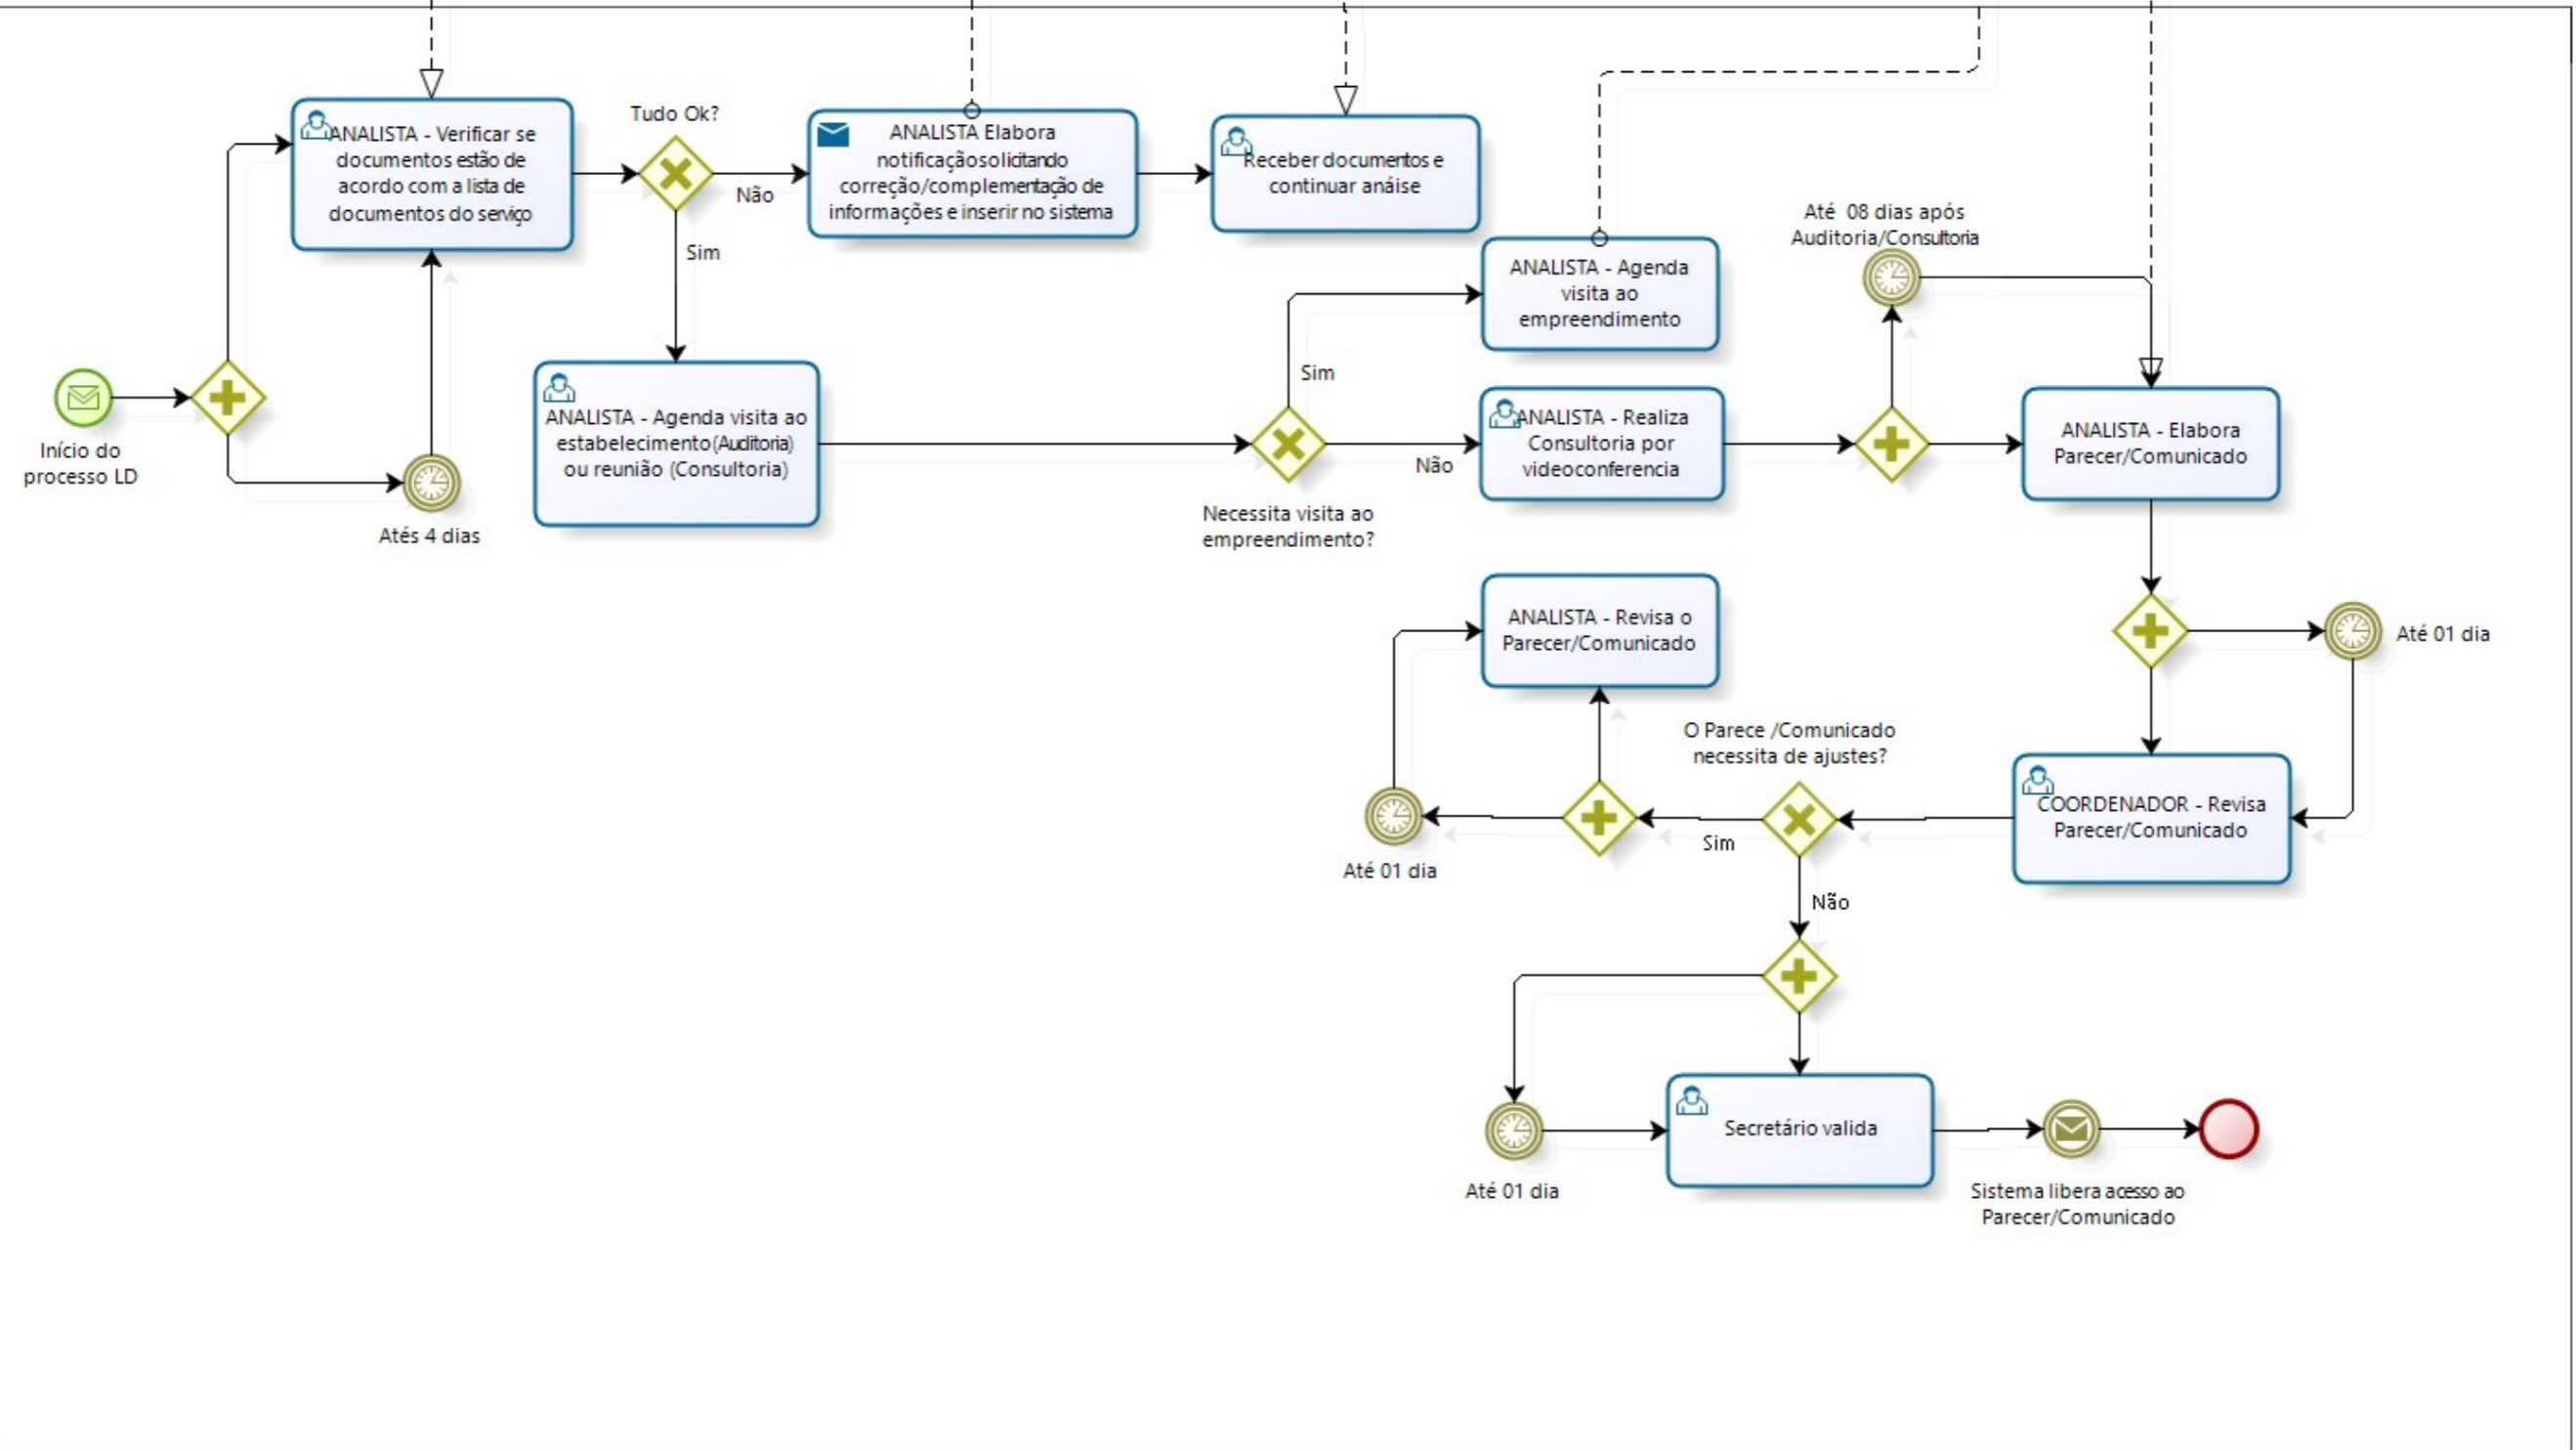 Tudo Ok?
ANALISTA - Verificar se
documentos estão de
acordo com a lista de
documentos do serviço
Não
Sim
ANALISTA Elabora
notificaçãosolicitando
correção/complementação de
informações e inserir no sistema
Receber documentos e
continuar anáise
Até  08 dias após
Auditoria/Consultoria
ANALISTA - Agenda
visita ao
empreendimento
Sim
Início do
processo LD
Atés 4 dias
ANALISTA - Agenda visita ao
estabelecimento(Auditoria)
ou reunião (Consultoria)
Não
Necessita visita ao
empreendimento?
ANALISTA - Realiza
Consultoria por
videoconferencia
ANALISTA - Elabora
Parecer/Comunicado
Até 01 dia
ANALISTA - Revisa o
Parecer/Comunicado
O Parece /Comunicado
necessita de ajustes?
COORDENADOR - Revisa
Parecer/Comunicado
Sim
Até 01 dia
Não
Secretário valida
Até 01 dia
Sistema libera acesso ao
Parecer/Comunicado